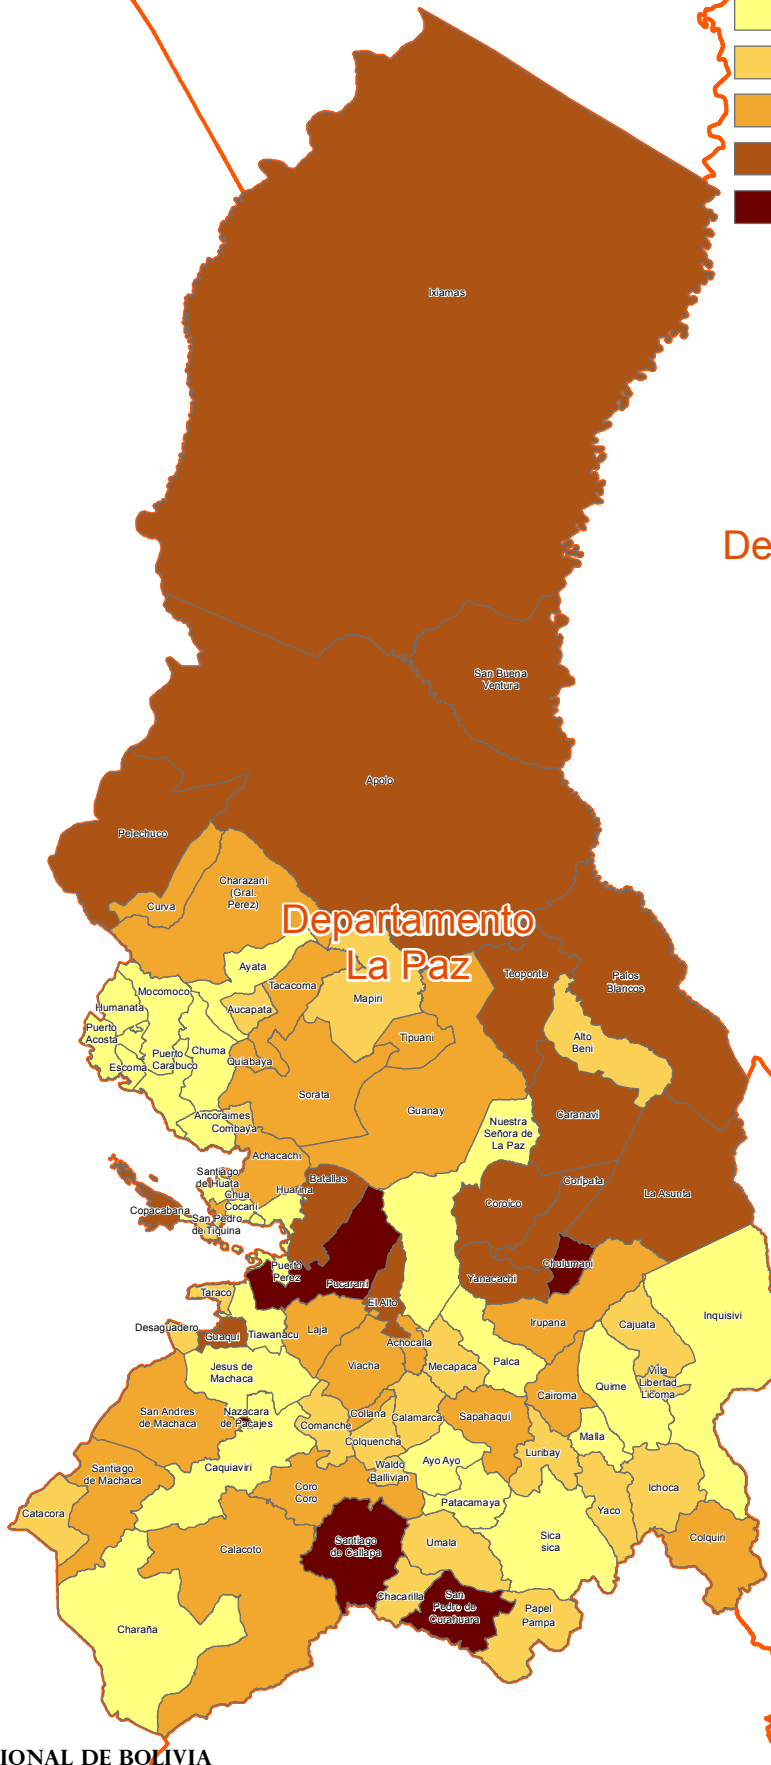 Ixiamas
De
San Buena
Ventura
Apolo
Pelechuco
Charazani
(Gral.
Perez)
Curva
Departamento
La Paz
Ayata
Teoponte
Palos
Blancos
Mocomoco
Tacacoma
Mapiri
Humanata
Aucapata
Puerto
Acosta
Tipuani
Alto
Beni
Chuma
Puerto
Carabuco
Quiabaya
Escoma
Sorata
Guanay
Caranavi
Ancoraimes
Combaya
Nuestra
Señora de
La Paz
Achacachi
Santiago
de Huata
Batallas
Coripata
Huarina
Chua
Cocani
La Asunta
Coroico
Copacabana
San Pedro
de Tiquina
Chulumani
Puerto
Perez
Pucarani
Yanacachi
Taraco
El Alto
Inquisivi
Irupana
Cajuata
Desaguadero
Guaqui
Tiawanacu
Laja
Achocalla
Viacha
Mecapaca
Palca
Jesus de
Machaca
Villa
Libertad
Licoma
Quime
Cairoma
San Andres
de Machaca
Nazacara
de Pacajes
Collana
Calamarca
Sapahaqui
Comanche
Malla
Colquencha
Luribay
Caquiaviri
Santiago
de Machaca
Waldo
Ballivian
Ayo Ayo
Coro
Coro
Ichoca
Patacamaya
Yaco
Catacora
Sica
sica
Colquiri
Santiago
de Callapa
Umala
Calacoto
Chacarilla
San
Pedro de
Curahuara
Papel
Pampa
Charaña
IONAL DE BOLIVIA